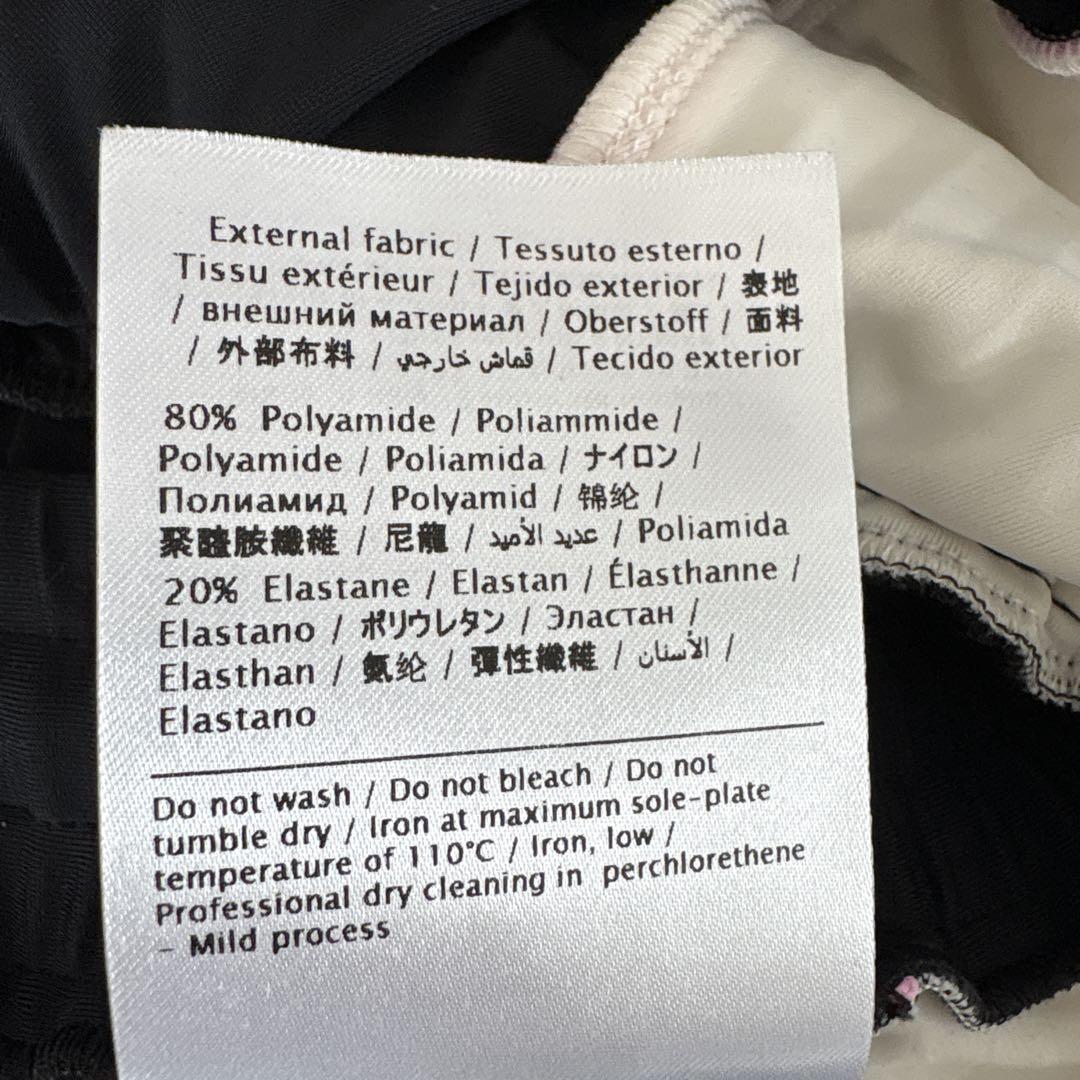 External fabric / Tessuto esterno /
Tissu extérieur / Tejido exterior / 表地
/ внешний материал / Oberstoff / 面料
/ 外部布料 / قماش خارجي / Tecido exterior
80% Polyamide / Poliammide /
Polyamide / Poliamida / ナイロン /
Полиамид / Polyamid / 锦纶 /
聚醯胺纖維 / 尼龍 / عديد الأميد / Poliamida
20% Elastane / Elastan / Élasthanne /
Elastano / ポリウレタン / Эластан /
Elasthan / 氨纶 / 彈性纖維 / الأستان /
Elastano
Do not wash / Do not bleach / Do not
tumble dry / Iron at maximum sole-plate
temperature of 110°C / Iron, low /
Professional dry cleaning in perchlorethene
- Mild process